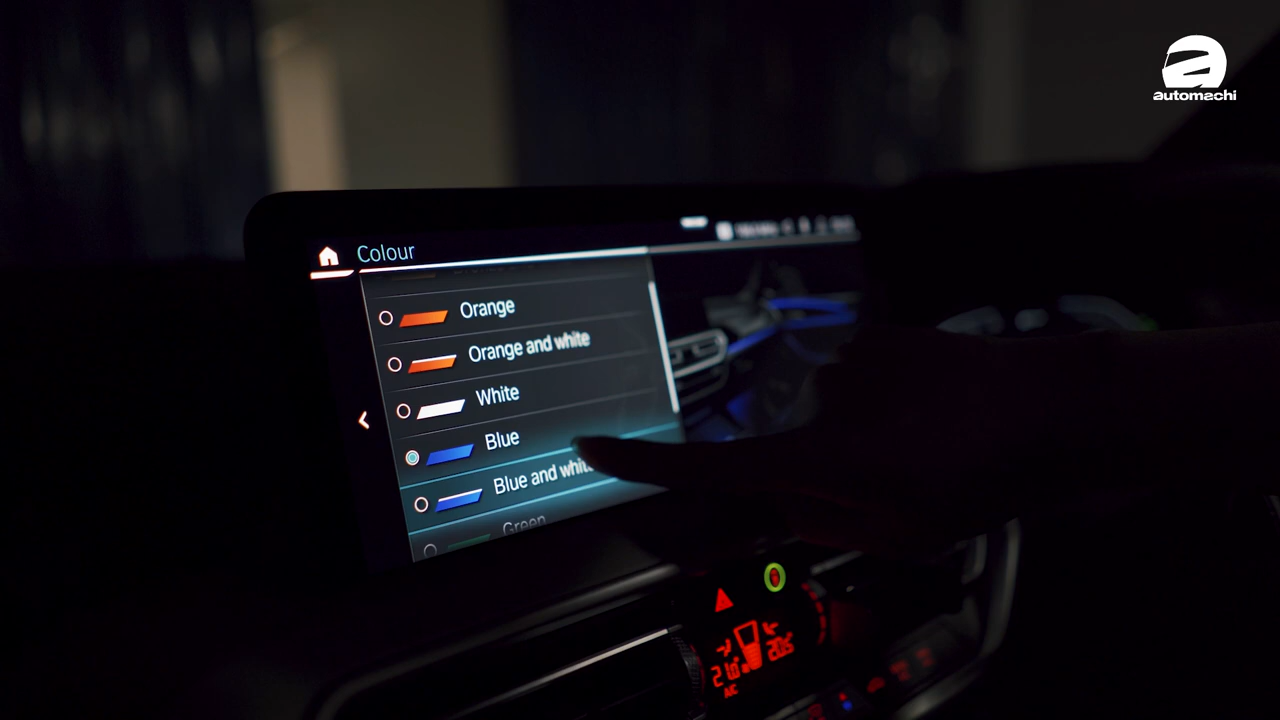 automachi
Colour
Orange
Orange and white
White
Blue
Blue and white
Green
A/C